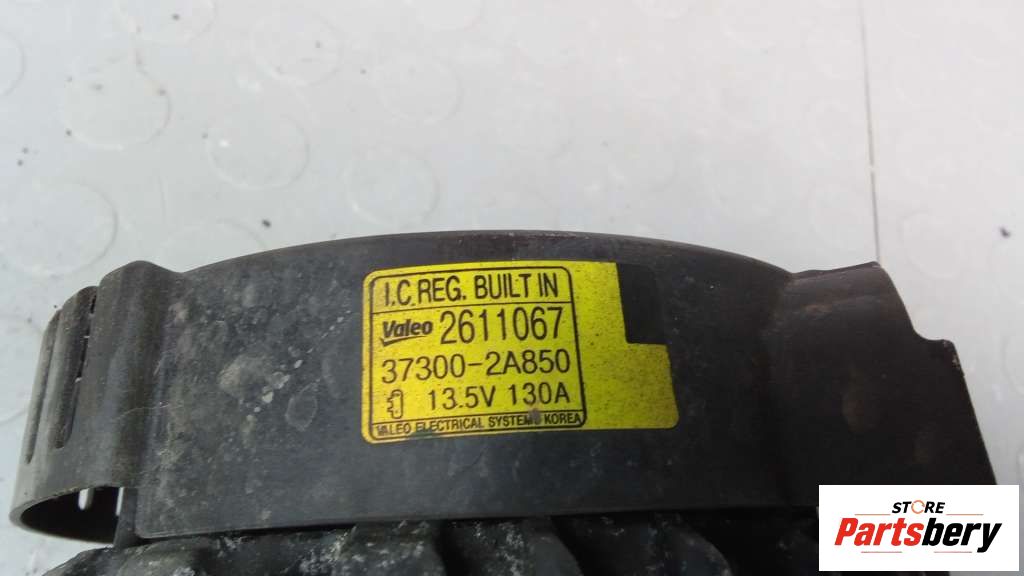 I.C. REG. BUILT IN
Valeo 2611067
37300-2A850
13.5V 130A
VALEO ELECTRICAL SYSTEMS KOREA
STORE
Partsbery